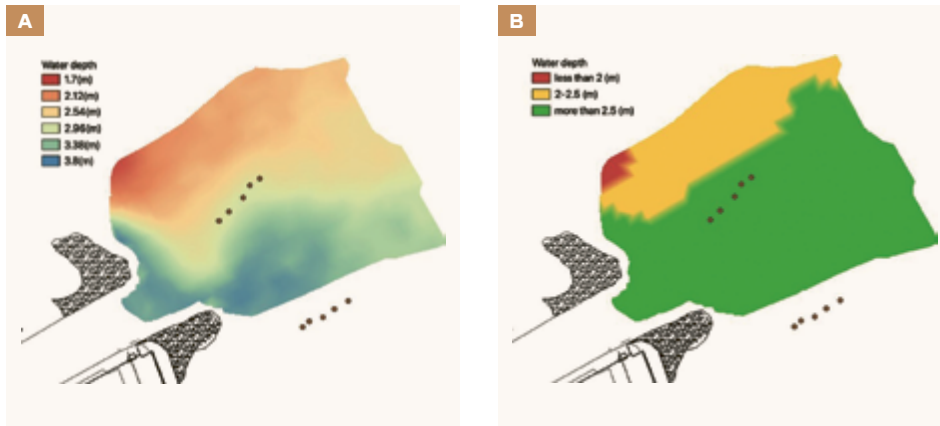 A
Water depth
1.7(m)
2.12(m)
2.54(m)
2.96(m)
3.38(m)
3.8(m)
B
Water depth
less than 2 (m)
2-2.5 (m)
more than 2.5 (m)